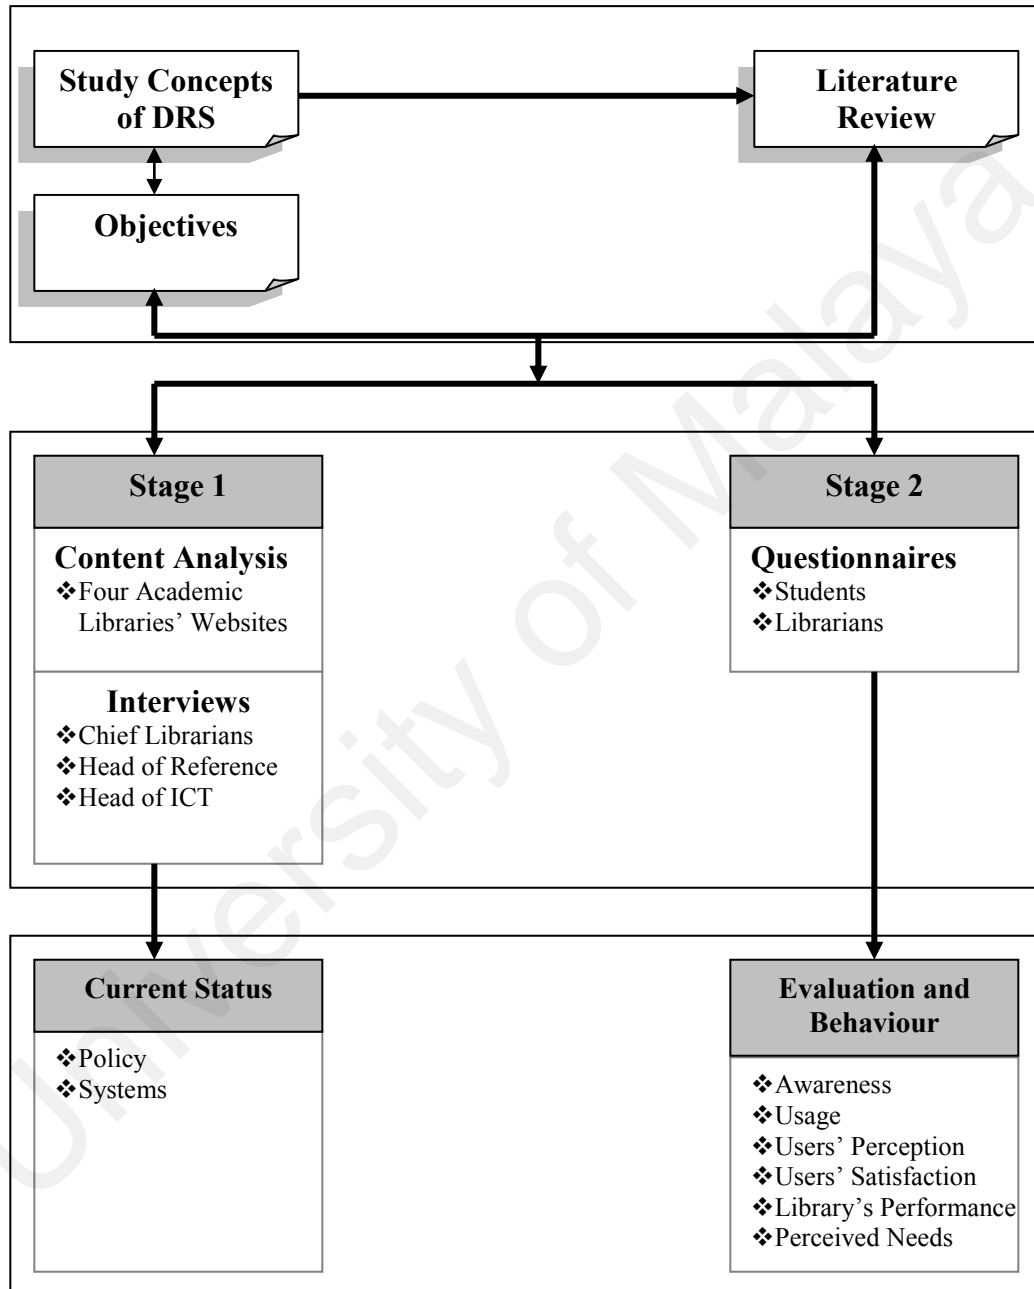 Study Concepts
of DRS
Literature
Review
Objectives
Stage 1
Content Analysis
❖Four Academic
Libraries’ Websites
Interviews
❖Chief Librarians
❖Head of Reference
❖Head of ICT
Stage 2
Questionnaires
❖Students
❖Librarians
Current Status
❖Policy
❖Systems
Evaluation and
Behaviour
❖Awareness
❖Usage
❖Users’ Perception
❖Users’ Satisfaction
❖Library’s Performance
❖Perceived Needs
University of Malaya